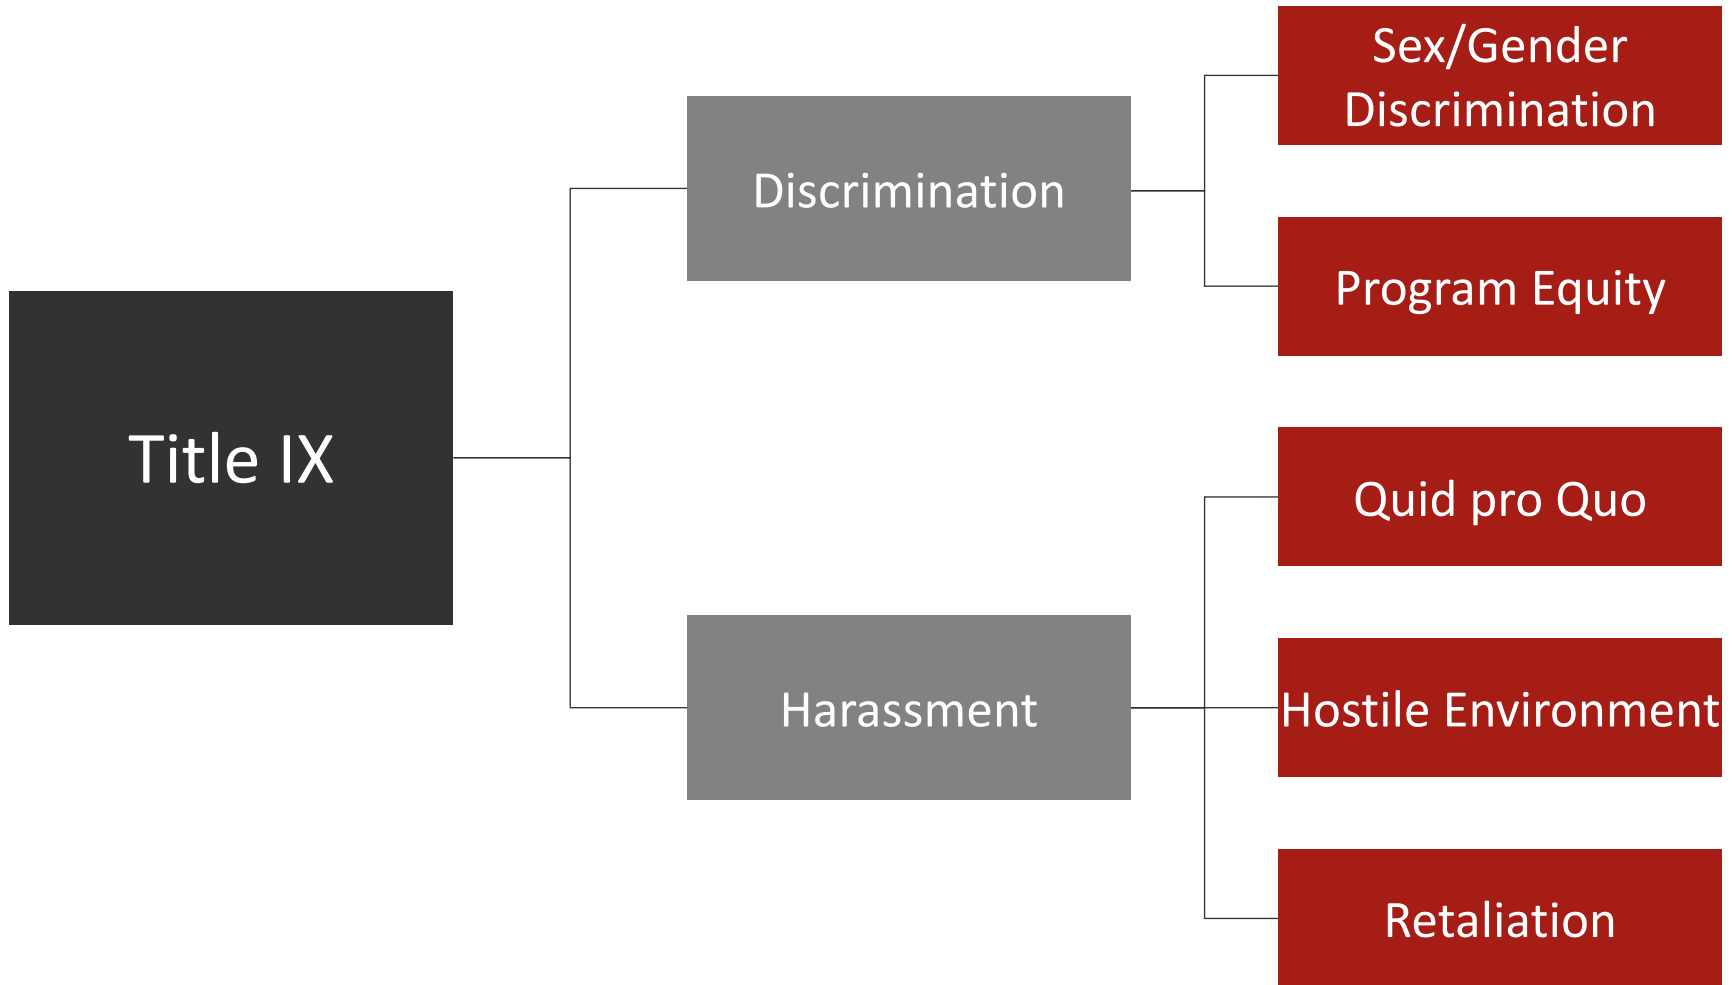 Title IX
Discrimination
Sex/Gender
Discrimination
Program Equity
Harassment
Quid pro Quo
Hostile Environment
Retaliation